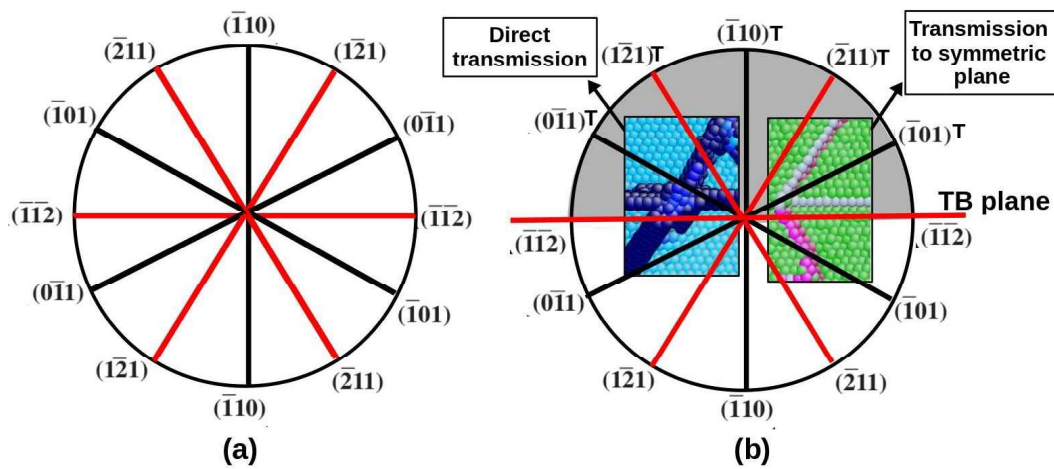 (1̅10)
(2̅11)
(12̅1)
(1̅01)
(01̅1)
(1̅1̅2)
(1̅1̅2)
(01̅1)
(1̅01)
(12̅1)
(2̅11)
(1̅10)
(a)
Direct
transmission
(1̅10)T
Transmission
to symmetric
plane
(12̅1)T
(2̅11)T
(01̅1)T
(1̅01)T
TB plane
(1̅1̅2)
(1̅1̅2)
(01̅1)
(1̅01)
(12̅1)
(2̅11)
(1̅10)
(b)